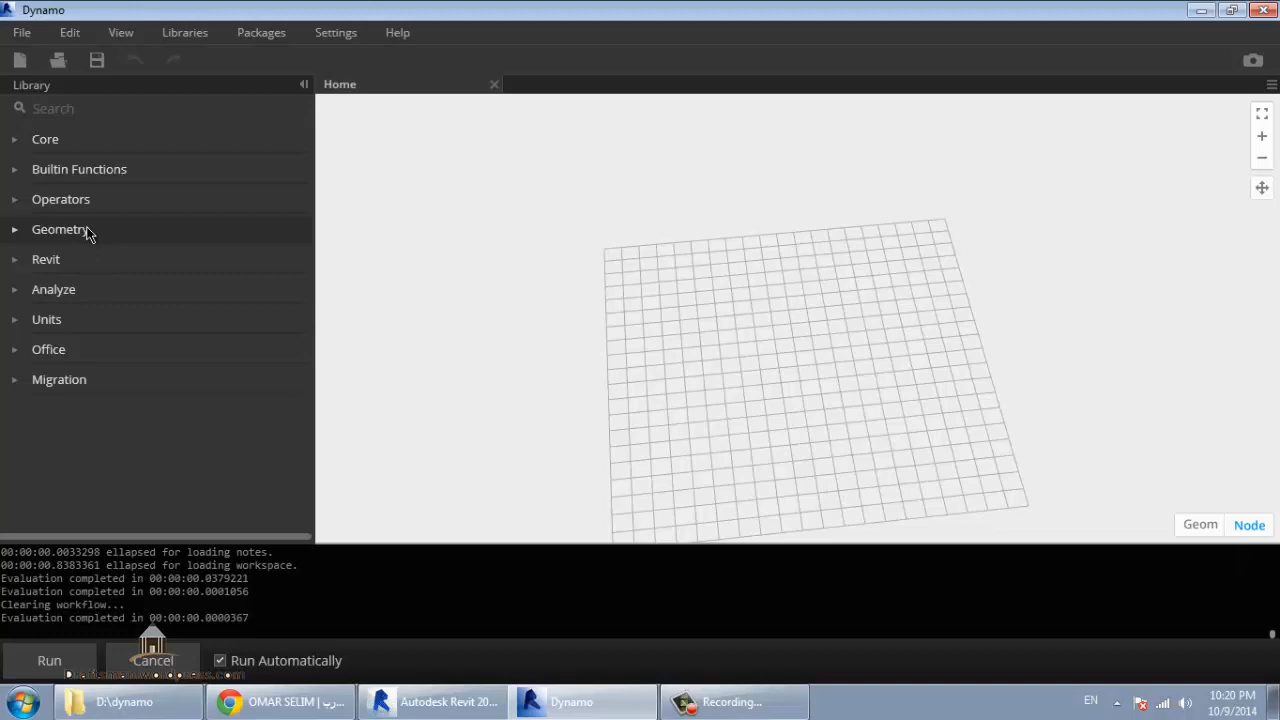 Dynamo
File Edit View Libraries Packages Settings Help
Library
Home
Search
Core
Builtin Functions
Operators
Geometry
Revit
Analyze
Units
Office
Migration
Geom Node
00:00:00.0033298 ellapsed for loading notes.
00:00:00.8383361 ellapsed for loading workspace.
Evaluation completed in 00:00:00.0379221
Evaluation completed in 00:00:00.0001056
Clearing workflow...
Evaluation completed in 00:00:00.0000367
Run Cancel Run Automatically
D:\dynamo
OMAR SELIM | رب...
Autodesk Revit 20...
Dynamo
Recording...
EN
10:20 PM
10/9/2014